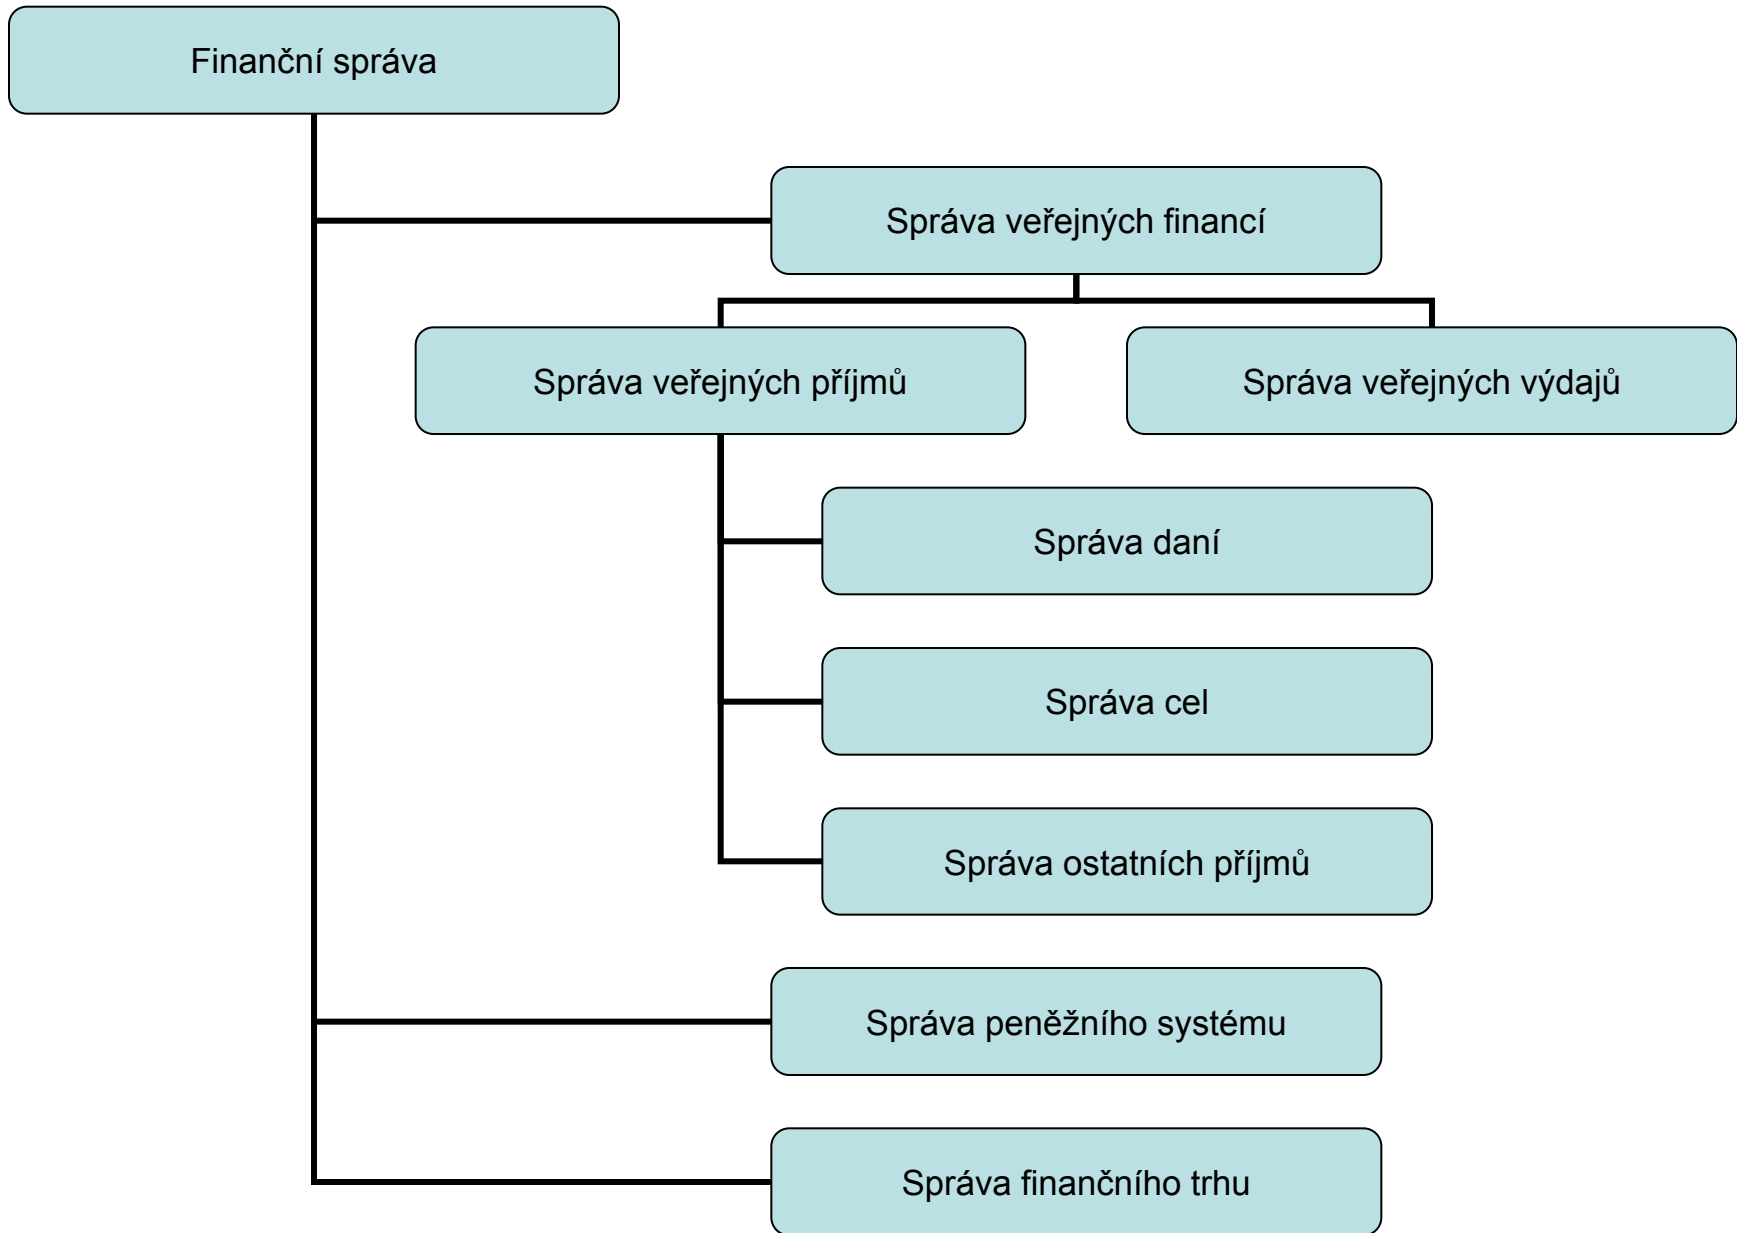 Finanční správa
Správa veřejných financí
Správa veřejných příjmů
Správa veřejných výdajů
Správa daní
Správa cel
Správa ostatních příjmů
Správa peněžního systému
Správa finančního trhu